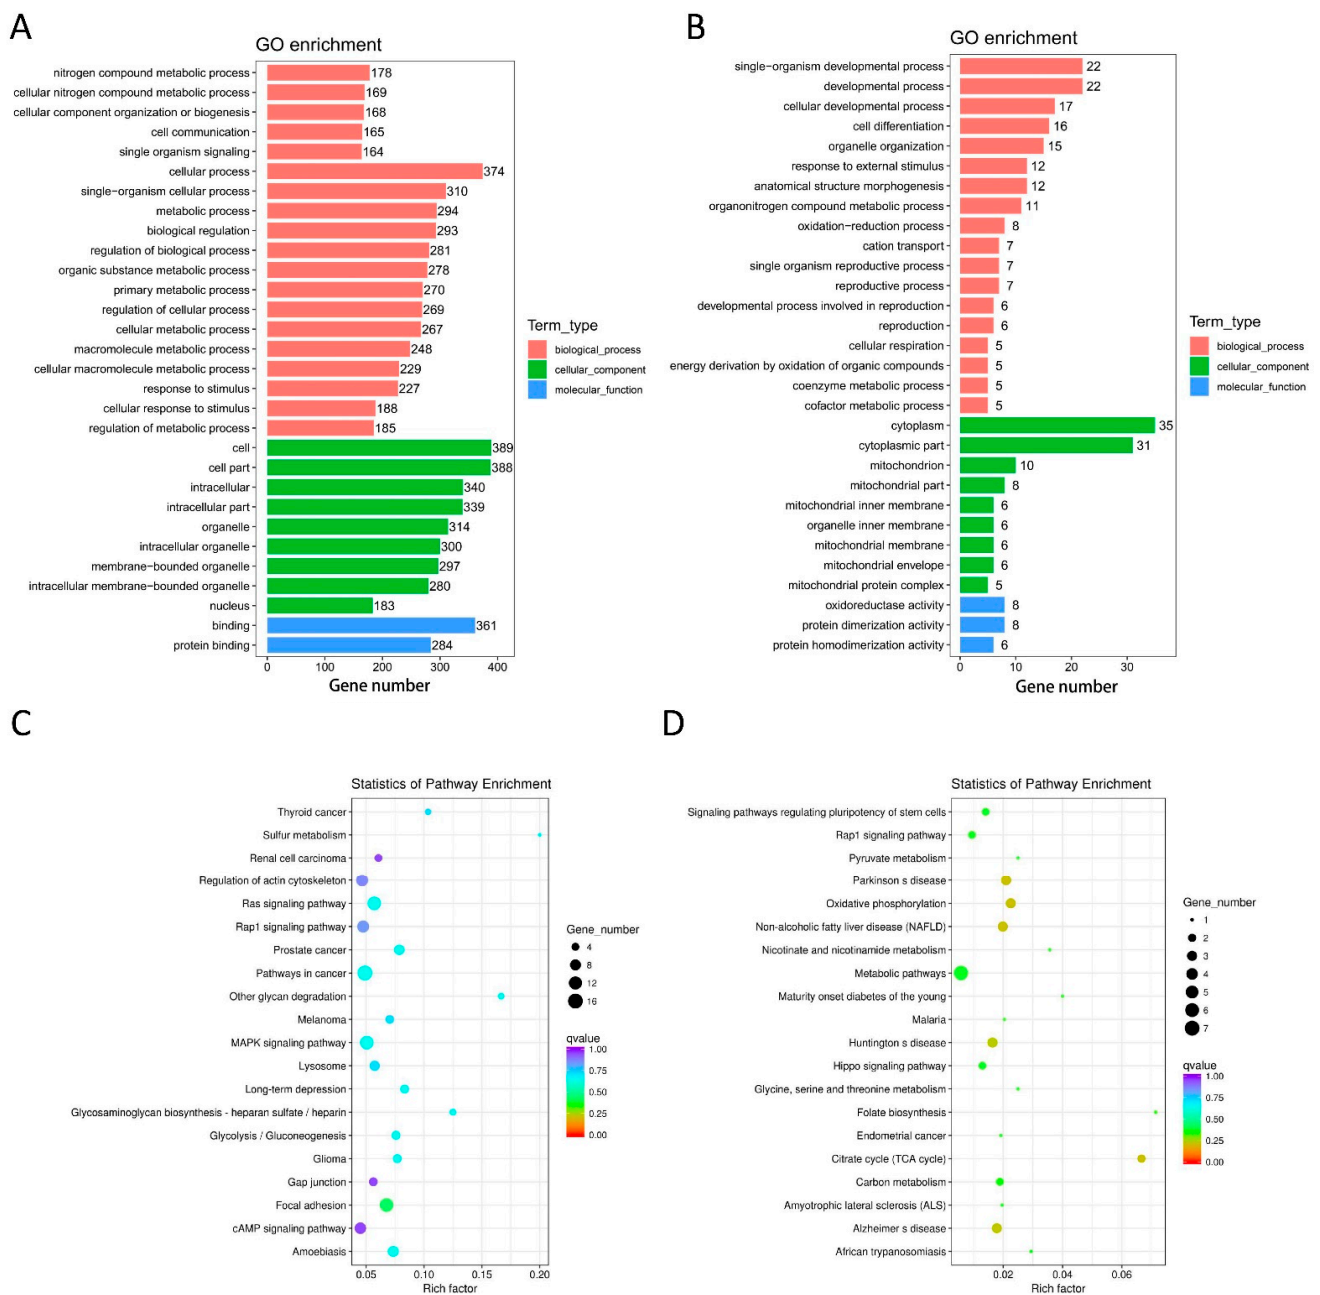 A
GO enrichment
nitrogen compound metabolic process 178
cellular nitrogen compound metabolic process 169
cellular component organization or biogenesis 168
cell communication 165
single organism signaling 164
cellular process 374
single-organism cellular process 310
metabolic process 294
biological regulation 293
regulation of biological process 281
organic substance metabolic process 278
primary metabolic process 270
regulation of cellular process 269
cellular metabolic process 267
macromolecule metabolic process 248
cellular macromolecule metabolic process 229
response to stimulus 227
cellular response to stimulus 188
regulation of metabolic process 185
cell 389
cell part 388
intracellular 340
intracellular part 339
organelle 314
intracellular organelle 300
membrane-bounded organelle 297
intracellular membrane-bounded organelle 280
nucleus 183
binding 361
protein binding 284
0 100 200 300 400
Gene number
Term_type
biological_process
cellular_component
molecular_function
B
GO enrichment
single-organism developmental process 22
developmental process 22
cellular developmental process 17
cell differentiation 16
organelle organization 15
response to external stimulus 12
anatomical structure morphogenesis 12
organonitrogen compound metabolic process 11
oxidation-reduction process 8
cation transport 7
single organism reproductive process 7
reproductive process 7
developmental process involved in reproduction 6
reproduction 6
cellular respiration 5
energy derivation by oxidation of organic compounds 5
coenzyme metabolic process 5
cofactor metabolic process 5
cytoplasm 35
cytoplasmic part 31
mitochondrion 10
mitochondrial part 8
mitochondrial inner membrane 6
organelle inner membrane 6
mitochondrial membrane 6
mitochondrial envelope 6
mitochondrial protein complex 5
oxidoreductase activity 8
protein dimerization activity 8
protein homodimerization activity 6
0 10 20 30
Gene number
Term_type
biological_process
cellular_component
molecular_function
C
Statistics of Pathway Enrichment
Thyroid cancer
Sulfur metabolism
Renal cell carcinoma
Regulation of actin cytoskeleton
Ras signaling pathway
Rap1 signaling pathway
Prostate cancer
Pathways in cancer
Other glycan degradation
Melanoma
MAPK signaling pathway
Lysosome
Long-term depression
Glycosaminoglycan biosynthesis - heparan sulfate / heparin
Glycolysis / Gluconeogenesis
Glioma
Gap junction
Focal adhesion
cAMP signaling pathway
Amoebiasis
0.05 0.10 0.15 0.20
Rich factor
Gene_number
4
8
12
16
qvalue
1.00
0.75
0.50
0.25
0.00
D
Statistics of Pathway Enrichment
Signaling pathways regulating pluripotency of stem cells
Rap1 signaling pathway
Pyruvate metabolism
Parkinson s disease
Oxidative phosphorylation
Non-alcoholic fatty liver disease (NAFLD)
Nicotinate and nicotinamide metabolism
Metabolic pathways
Maturity onset diabetes of the young
Malaria
Huntington s disease
Hippo signaling pathway
Glycine, serine and threonine metabolism
Folate biosynthesis
Endometrial cancer
Citrate cycle (TCA cycle)
Carbon metabolism
Amyotrophic lateral sclerosis (ALS)
Alzheimer s disease
African trypanosomiasis
0.02 0.04 0.06
Rich factor
Gene_number
1
2
3
4
5
6
7
qvalue
1.00
0.75
0.50
0.25
0.00